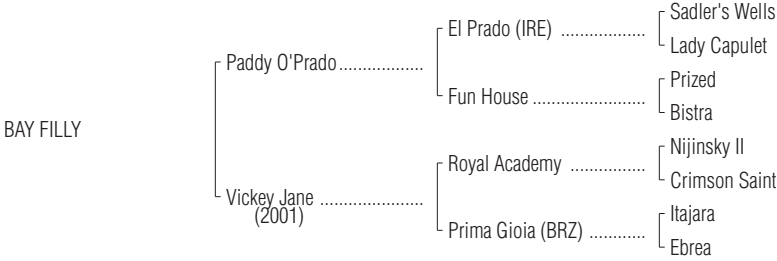 Sadler's Wells
El Prado (IRE) ...................
Lady Capulet
Paddy O'Prado..................
Prized
Fun House .........................
Bistra
BAY FILLY
Nijinsky II
Royal Academy .................
Crimson Saint
Vickey Jane ......................
(2001)
Itajara
Prima Gioia (BRZ) .............
Ebrea